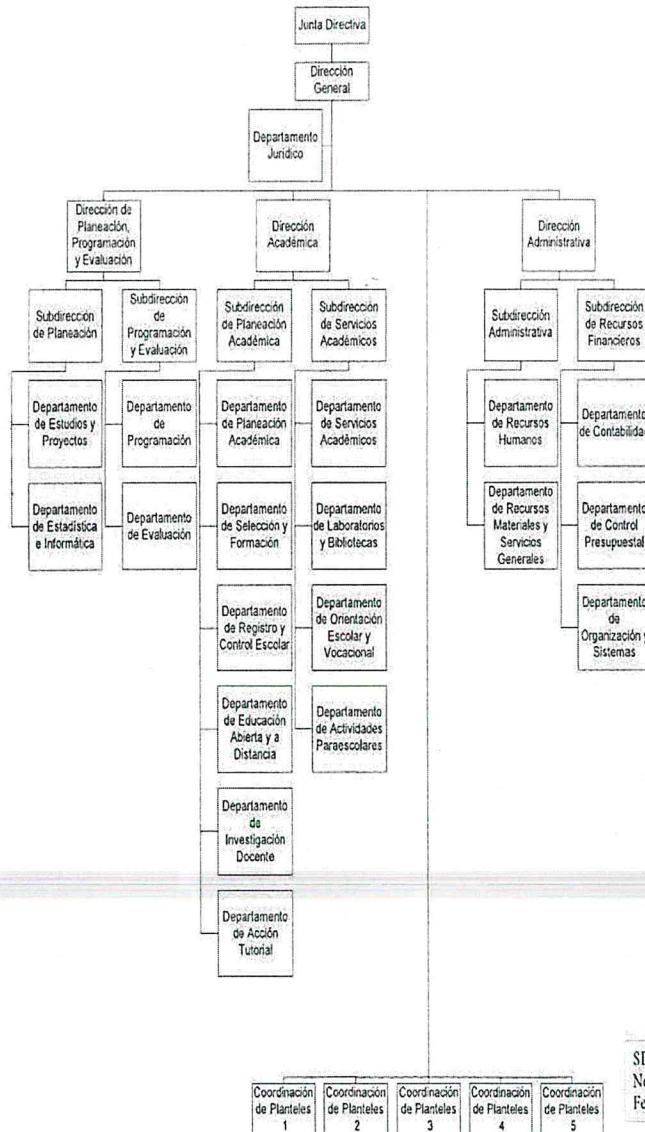 Junta Directiva
Dirección
General
Departamento
Jurídico
Dirección de
Planeación,
Programación
y Evaluación
Dirección
Académica
Dirección
Administrativa
Subdirección
de Planeación
Subdirección
de
Programación
y Evaluación
Subdirección
de Planeación
Académica
Subdirección
de Servicios
Académicos
Subdirección
Administrativa
Subdirección
de Recursos
Financieros
Departamento
de Estudios y
Proyectos
Departamento
de
Programación
Departamento
de Planeación
Académica
Departamento
de Servicios
Académicos
Departamento
de Recursos
Humanos
Departamento
de Contabilidad
Departamento
de Estadística
e Informática
Departamento
de Evaluación
Departamento
de Selección y
Formación
Departamento
de Laboratorios
y Bibliotecas
Departamento
de Recursos
Materiales y
Servicios
Generales
Departamento
de Control
Presupuestal
Departamento
de Registro y
Control Escolar
Departamento
de Orientación
Escolar y
Vocacional
Departamento
de
Organización y
Sistemas
Departamento
de Educación
Abierta y a
Distancia
Departamento
de Actividades
Paraescolares
Departamento
de
Investigación
Docente
Departamento
de Acción
Tutorial
Coordinación
de Planteles
1
Coordinación
de Planteles
2
Coordinación
de Planteles
3
Coordinación
de Planteles
4
Coordinación
de Planteles
5